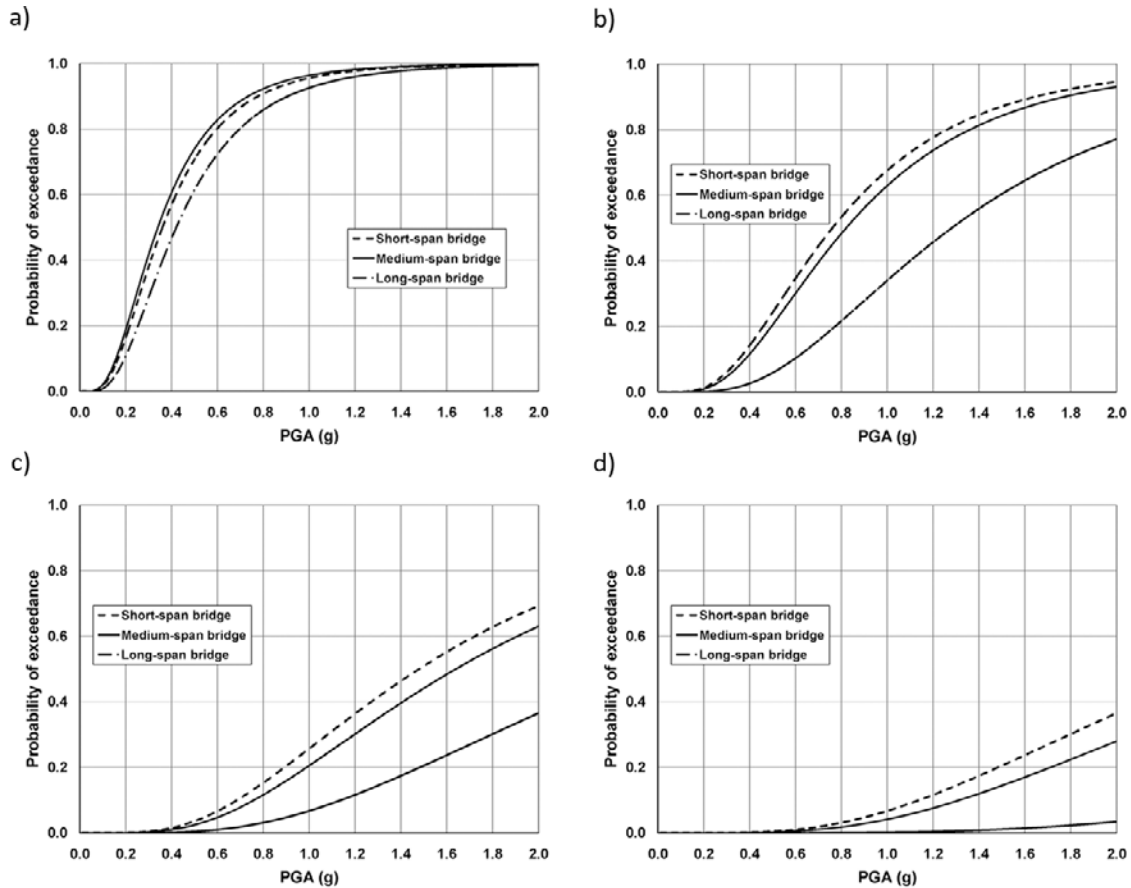 a)
1.0
0.8
0.6
0.4
0.2
0.0
Probability of exceedance
Short-span bridge
Medium-span bridge
Long-span bridge
0.0 0.2 0.4 0.6 0.8 1.0 1.2 1.4 1.6 1.8 2.0
PGA (g)
b)
1.0
0.8
0.6
0.4
0.2
0.0
Probability of exceedance
Short-span bridge
Medium-span bridge
Long-span bridge
0.0 0.2 0.4 0.6 0.8 1.0 1.2 1.4 1.6 1.8 2.0
PGA (g)
c)
1.0
0.8
0.6
0.4
0.2
0.0
Probability of exceedance
Short-span bridge
Medium-span bridge
Long-span bridge
0.0 0.2 0.4 0.6 0.8 1.0 1.2 1.4 1.6 1.8 2.0
PGA (g)
d)
1.0
0.8
0.6
0.4
0.2
0.0
Probability of exceedance
Short-span bridge
Medium-span bridge
Long-span bridge
0.0 0.2 0.4 0.6 0.8 1.0 1.2 1.4 1.6 1.8 2.0
PGA (g)